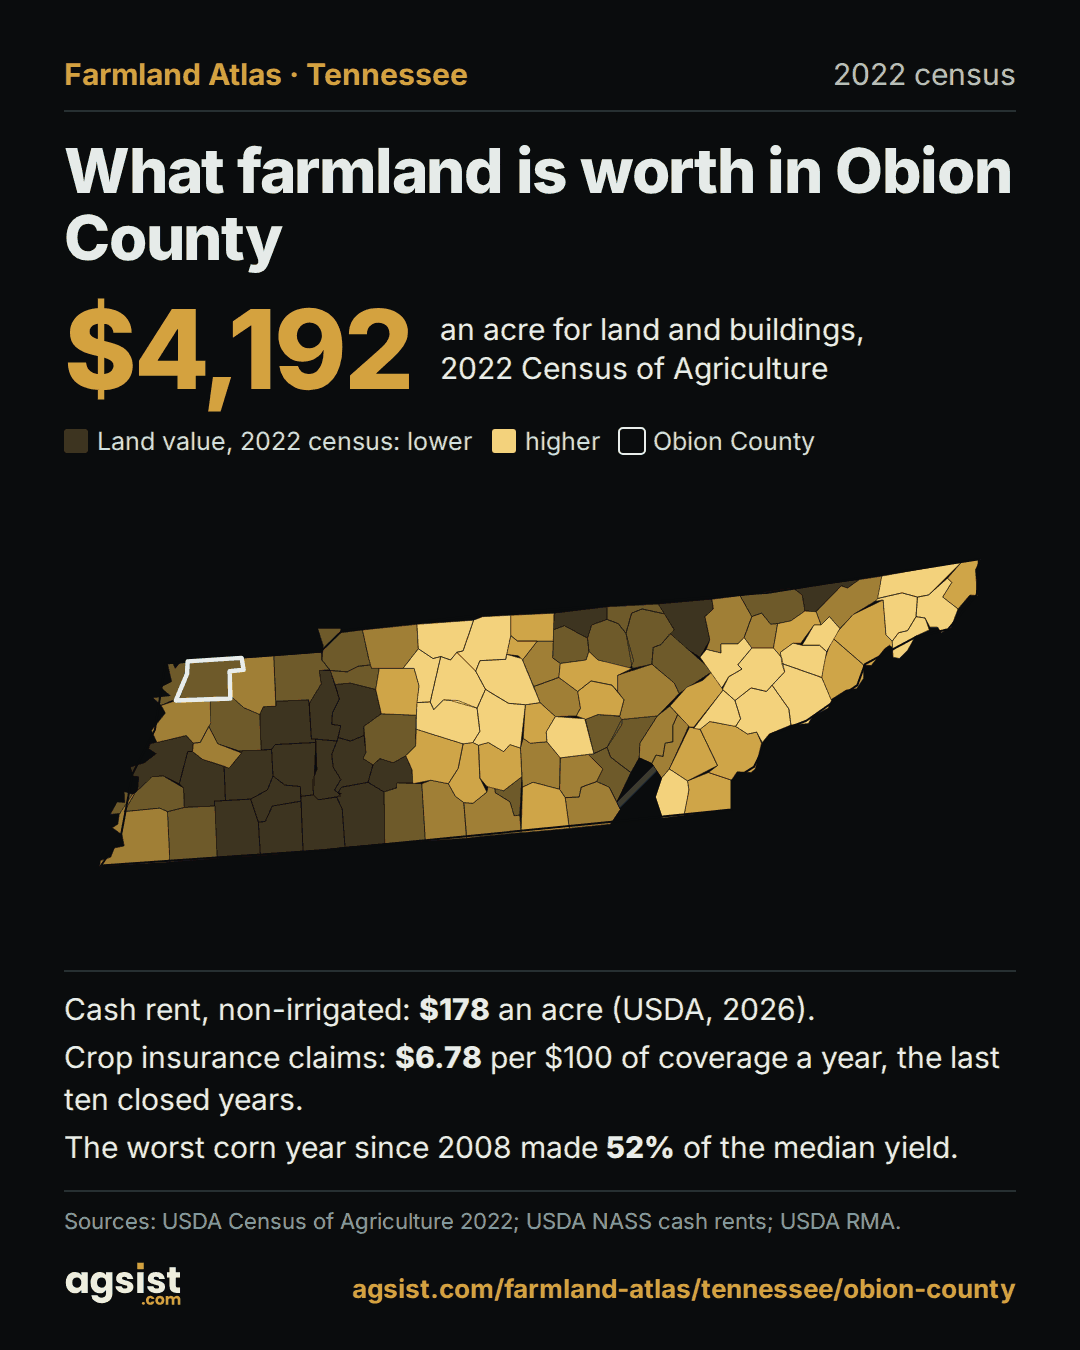 Farmland Atlas · Tennessee
2022 census
What farmland is worth in Obion
County
$4,192
an acre for land and buildings,
2022 Census of Agriculture
Land value, 2022 census: lower
higher
Obion County
Cash rent, non-irrigated: $178 an acre (USDA, 2026).
Crop insurance claims: $6.78 per $100 of coverage a year, the last
ten closed years.
The worst corn year since 2008 made 52% of the median yield.
Sources: USDA Census of Agriculture 2022; USDA NASS cash rents; USDA RMA.
agsist
.com
agsist.com/farmland-atlas/tennessee/obion-county